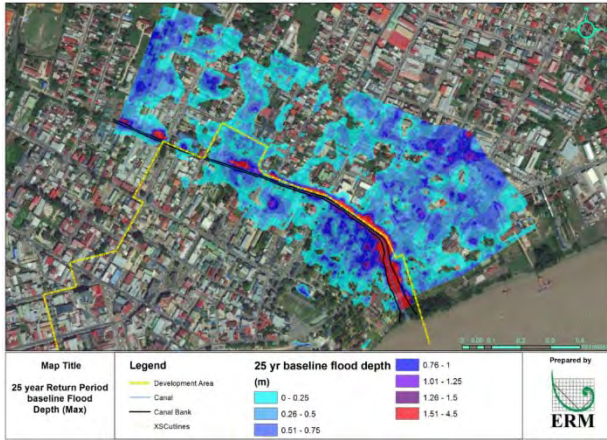 Map Title
25 year Return Period
baseline Flood
Depth (Max)
Legend
Development Area
Canal
Canal Bank
XSCutlines
25 yr baseline flood depth
(m)
0 - 0.25
0.26 - 0.5
0.51 - 0.75
0.76 - 1
1.01 - 1.25
1.26 - 1.5
1.51 - 4.5
Prepared by
ERM